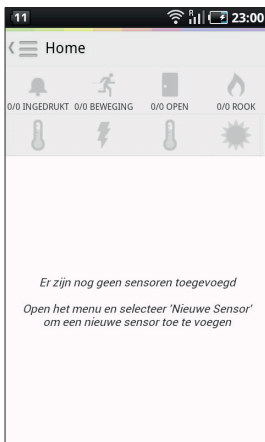 11
R
23:00
Home
0/0 INGEDRUKT 0/0 BEWEGING 0/0 OPEN 0/0 ROOK
Er zijn nog geen sensoren toegevoegd
Open het menu en selecteer 'Nieuwe Sensor'
om een nieuwe sensor toe te voegen